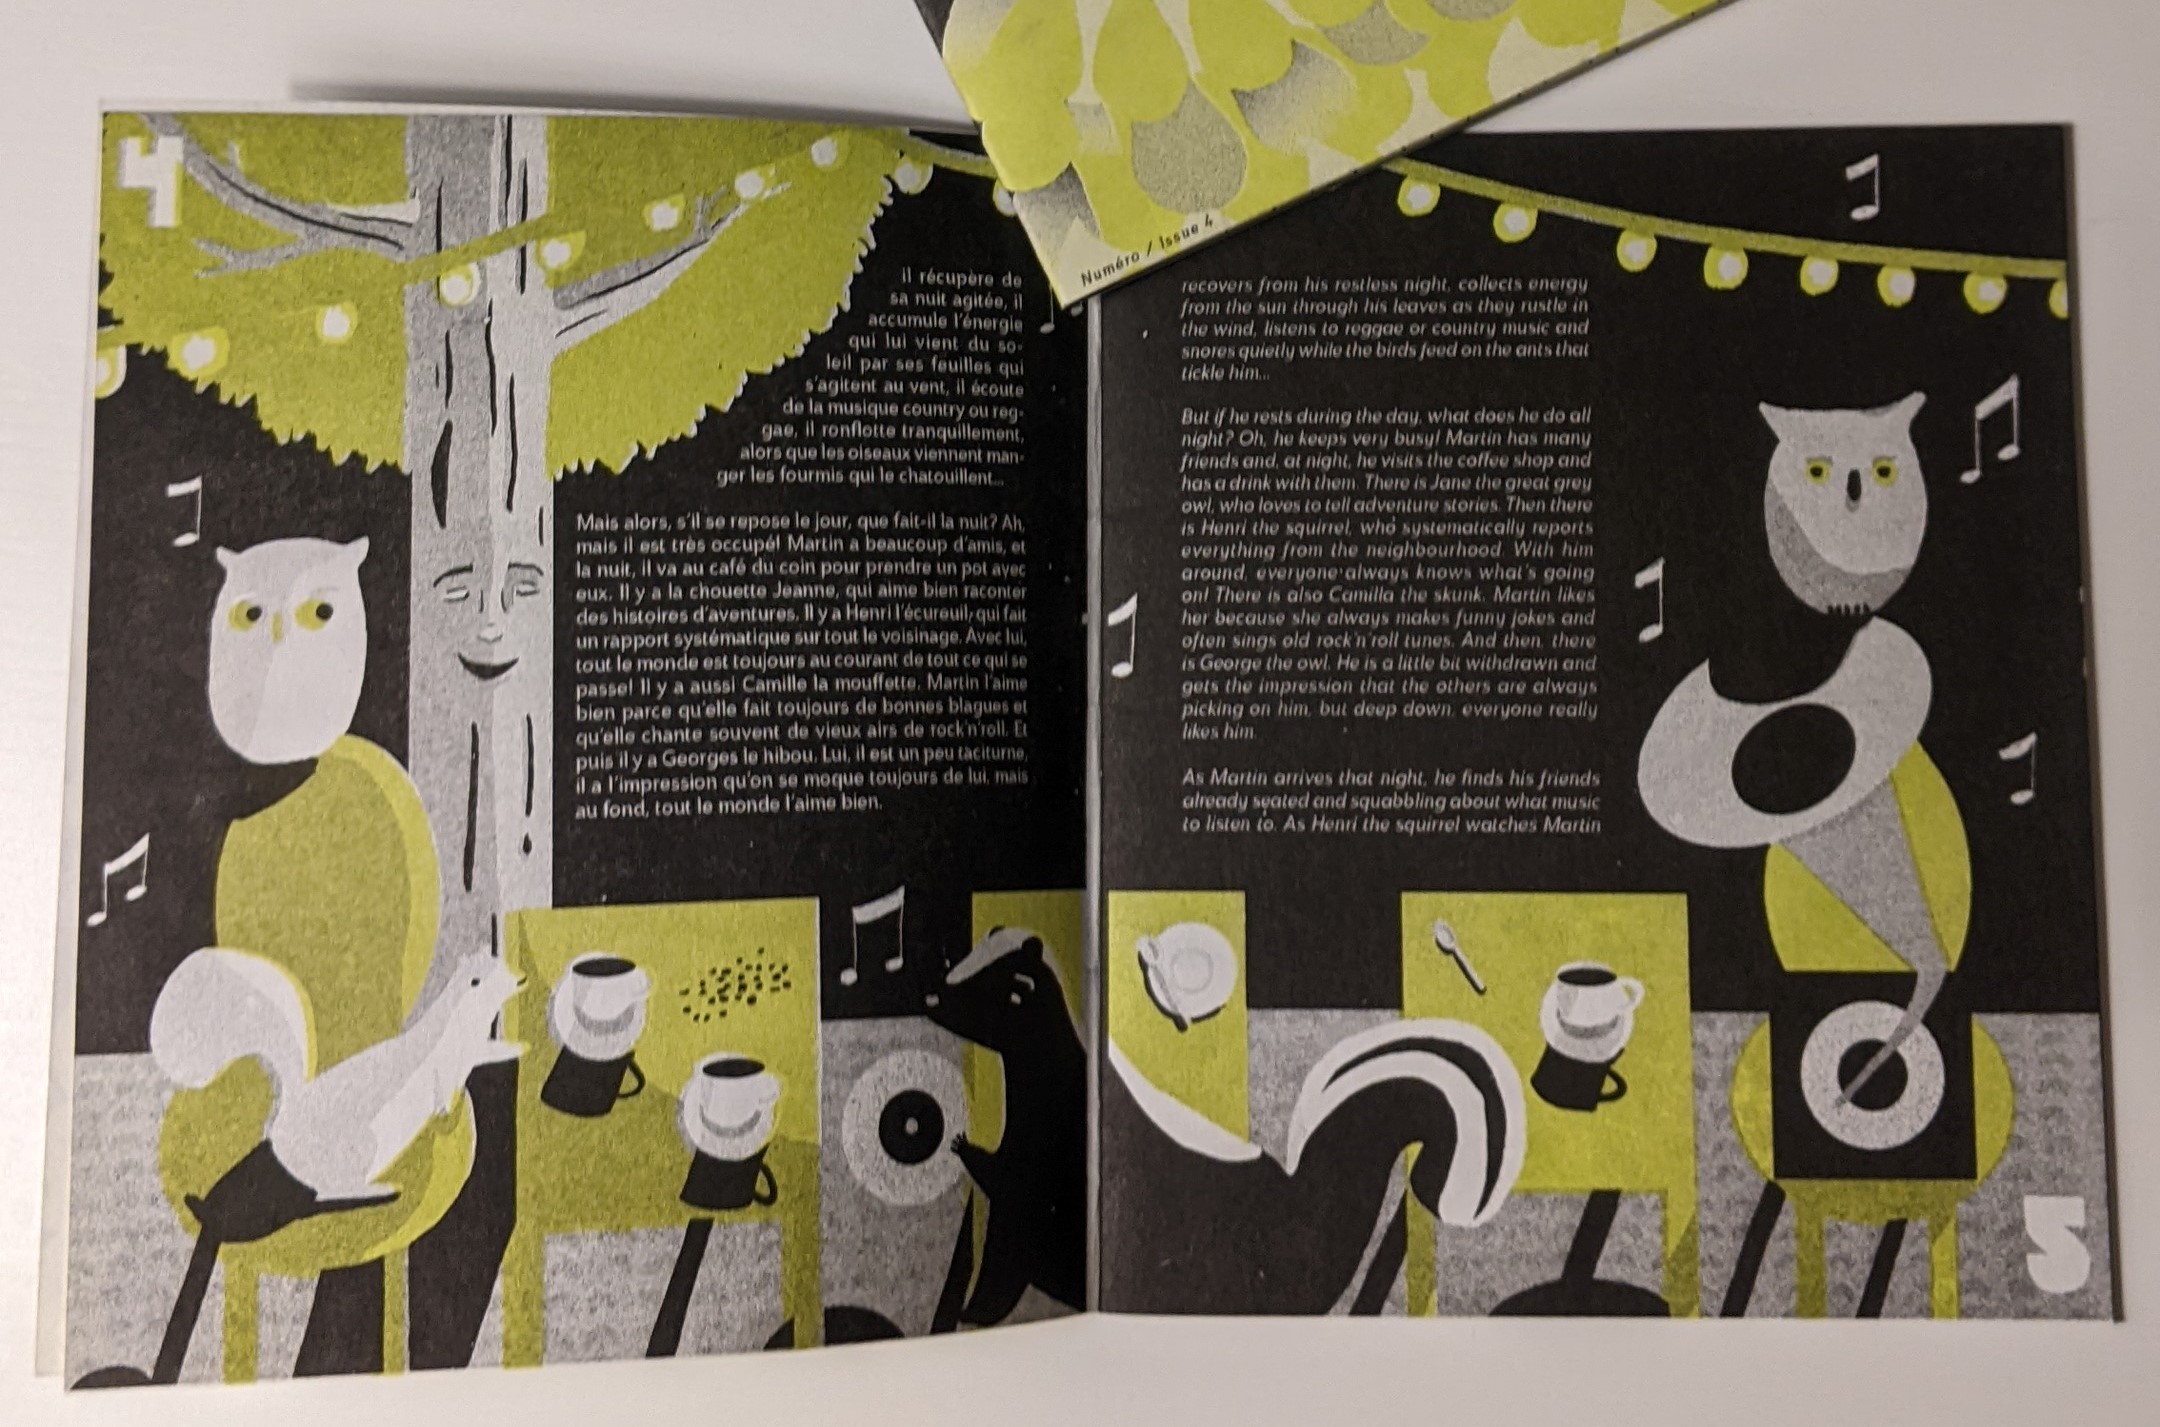 4
il récupère de
sa nuit agitée, il
accumule l'énergie
qui lui vient du so-
leil par ses feuilles qui
s'agitent au vent, il écoute
de la musique country ou reg-
gae, il ronflotte tranquillement,
alors que les oiseaux viennent man-
ger les fourmis qui le chatouillent...
Mais alors, s'il se repose le jour, que fait-il la nuit? Ah,
mais il est très occupé! Martin a beaucoup d'amis, et
la nuit, il va au café du coin pour prendre un pot avec
eux. Il y a la chouette Jeanne, qui aime bien raconter
des histoires d'aventures. Il y a Henri l'écureuil, qui fait
un rapport systématique sur tout le voisinage. Avec lui,
tout le monde est toujours au courant de tout ce qui se
passe! Il y a aussi Camille la mouffette. Martin l'aime
bien parce qu'elle fait toujours de bonnes blagues et
qu'elle chante souvent de vieux airs de rock'n'roll. Et
puis il y a Georges le hibou. Lui, il est un peu taciturne,
il a l'impression qu'on se moque toujours de lui, mais
au fond, tout le monde l'aime bien.
Numéro / Issue 4
recovers from his restless night, collects energy
from the sun through his leaves as they rustle in
the wind, listens to reggae or country music and
snores quietly while the birds feed on the ants that
tickle him...
But if he rests during the day, what does he do all
night? Oh, he keeps very busy! Martin has many
friends and, at night, he visits the coffee shop and
has a drink with them. There is Jane the great grey
owl, who loves to tell adventure stories. Then there
is Henri the squirrel, who systematically reports
everything from the neighbourhood. With him
around, everyone always knows what's going
on! There is also Camilla the skunk. Martin likes
her because she always makes funny jokes and
often sings old rock'n'roll tunes. And then, there
is George the owl. He is a little bit withdrawn and
gets the impression that the others are always
picking on him, but deep down, everyone really
likes him.
As Martin arrives that night, he finds his friends
already seated and squabbling about what music
to listen to. As Henri the squirrel watches Martin
5